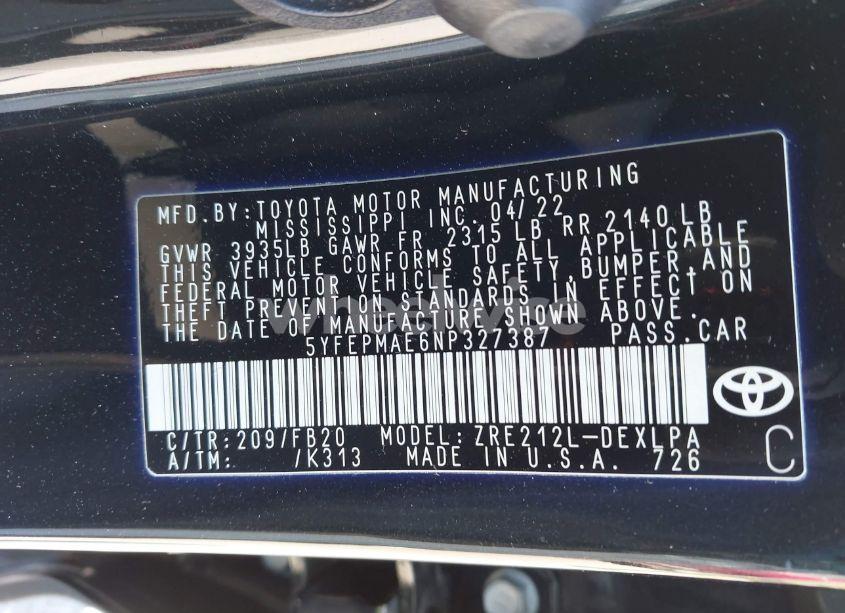 MFD. BY: TOYOTA MOTOR MANUFACTURING
MISSISSIPPI INC. 04/22
GVWR 3935LB GAWR FR 2315 LB RR 2140 LB
THIS VEHICLE CONFORMS TO ALL APPLICABLE
FEDERAL MOTOR VEHICLE SAFETY, BUMPER, AND
THEFT PREVENTION STANDARDS IN EFFECT ON
THE DATE OF MANUFACTURE SHOWN ABOVE.
5YFEPMAE6NP327387 PASS. CAR
C/TR: 209/FB20 MODEL: ZRE212L-DEXLPA
A/TM: /K313 MADE IN U.S.A. 726
C